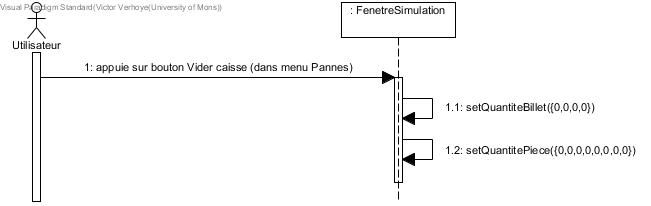 Visual Paradigm Standard(Victor Verhoye(University of Mons))
: FenetreSimulation
Utilisateur
1: appuie sur bouton Vider caisse (dans menu Pannes)
1.1: setQuantiteBillet({0,0,0,0})
1.2: setQuantitePiece({0,0,0,0,0,0,0,0})